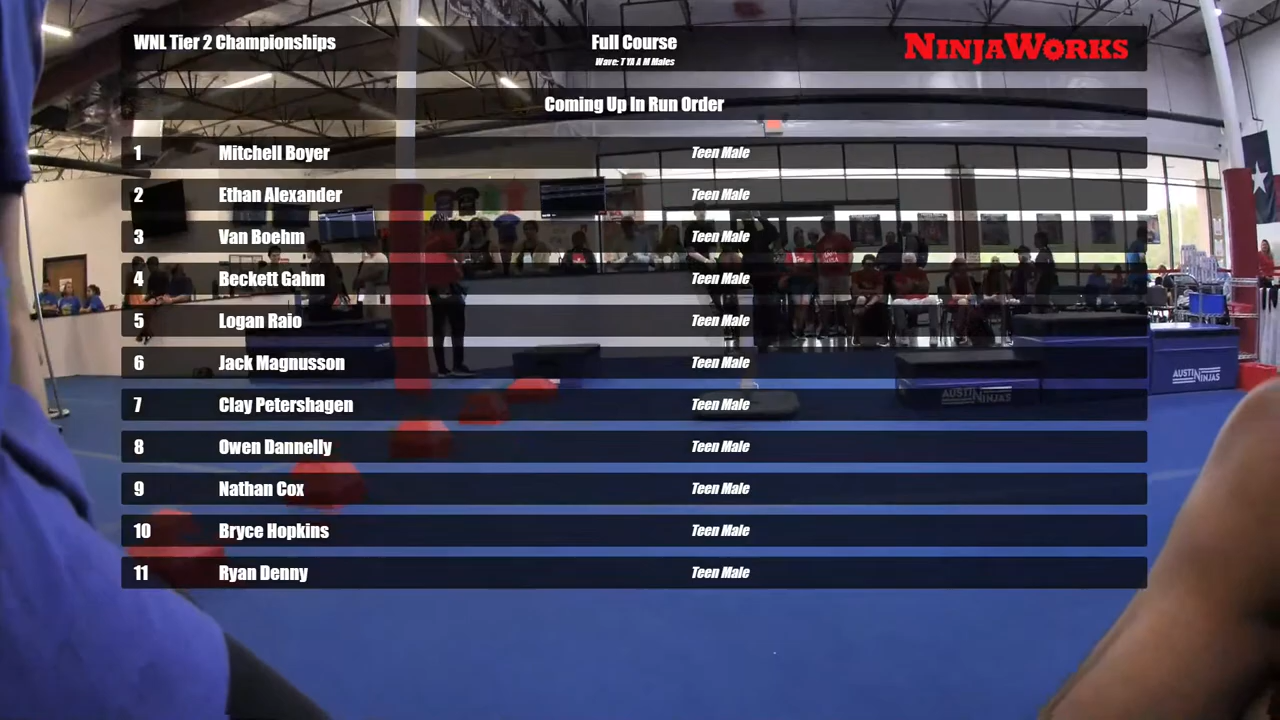 WNL Tier 2 Championships
Full Course
Wave: T YA A M Males
NINJAWORKS
Coming Up In Run Order
1 Mitchell Boyer Teen Male
2 Ethan Alexander Teen Male
3 Van Boehm Teen Male
4 Beckett Gahm Teen Male
5 Logan Raio Teen Male
6 Jack Magnusson Teen Male
AUSTIN NINJAS
AUSTIN NINJAS
7 Clay Petershagen Teen Male
8 Owen Dannelly Teen Male
9 Nathan Cox Teen Male
10 Bryce Hopkins Teen Male
11 Ryan Denny Teen Male